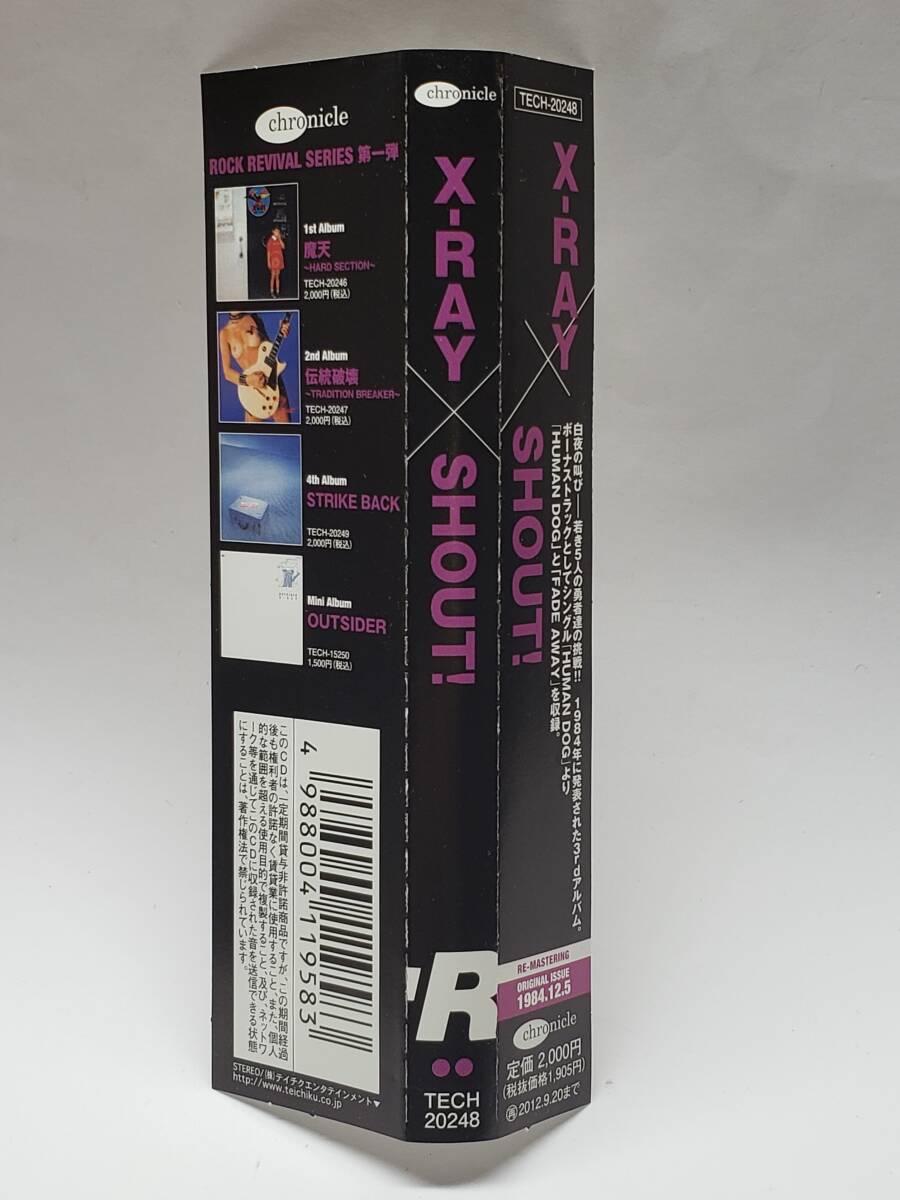 chronicle
ROCK REVIVAL SERIES 第一弾
1st Album
魔天
~HARD SECTION~
TECH-20246
2,000円(税込)
2nd Album
伝統破壊
~TRADITION BREAKER~
TECH-20247
2,000円(税込)
4th Album
STRIKE BACK
TECH-20249
2,000円(税込)
Mini Album
OUTSIDER
TECH-15250
1,500円(税込)
このCDは、一定期間貸与非許諾商品ですが、この期間経過
後も権利者の許諾なく賃貸業に使用すること、また、個人
的な範囲を超える使用目的で複製すること、及び、ネットワ
ーク等を通じてこのCDに収録された音を送信できる状態
にすることは、著作権法で禁じられています。
4 988004 119583
STEREO/㈱テイチクエンタテインメント▼
http://www.teichiku.co.jp
chronicle
X-RAY
SHOUT!
R
TECH
20248
TECH-20248
X-RAY
SHOUT!
白夜の叫び――若き5人の勇者達の挑戦!! 1984年に発表された3rdアルバム。
ボーナストラックとしてシングル「HUMAN DOG」より
「HUMAN DOG」と「FADE AWAY」を収録。
RE-MASTERING
ORIGINAL ISSUE
1984.12.5
chronicle
定価 2,000円
(税抜価格1,905円)
㊢2012.9.20まで